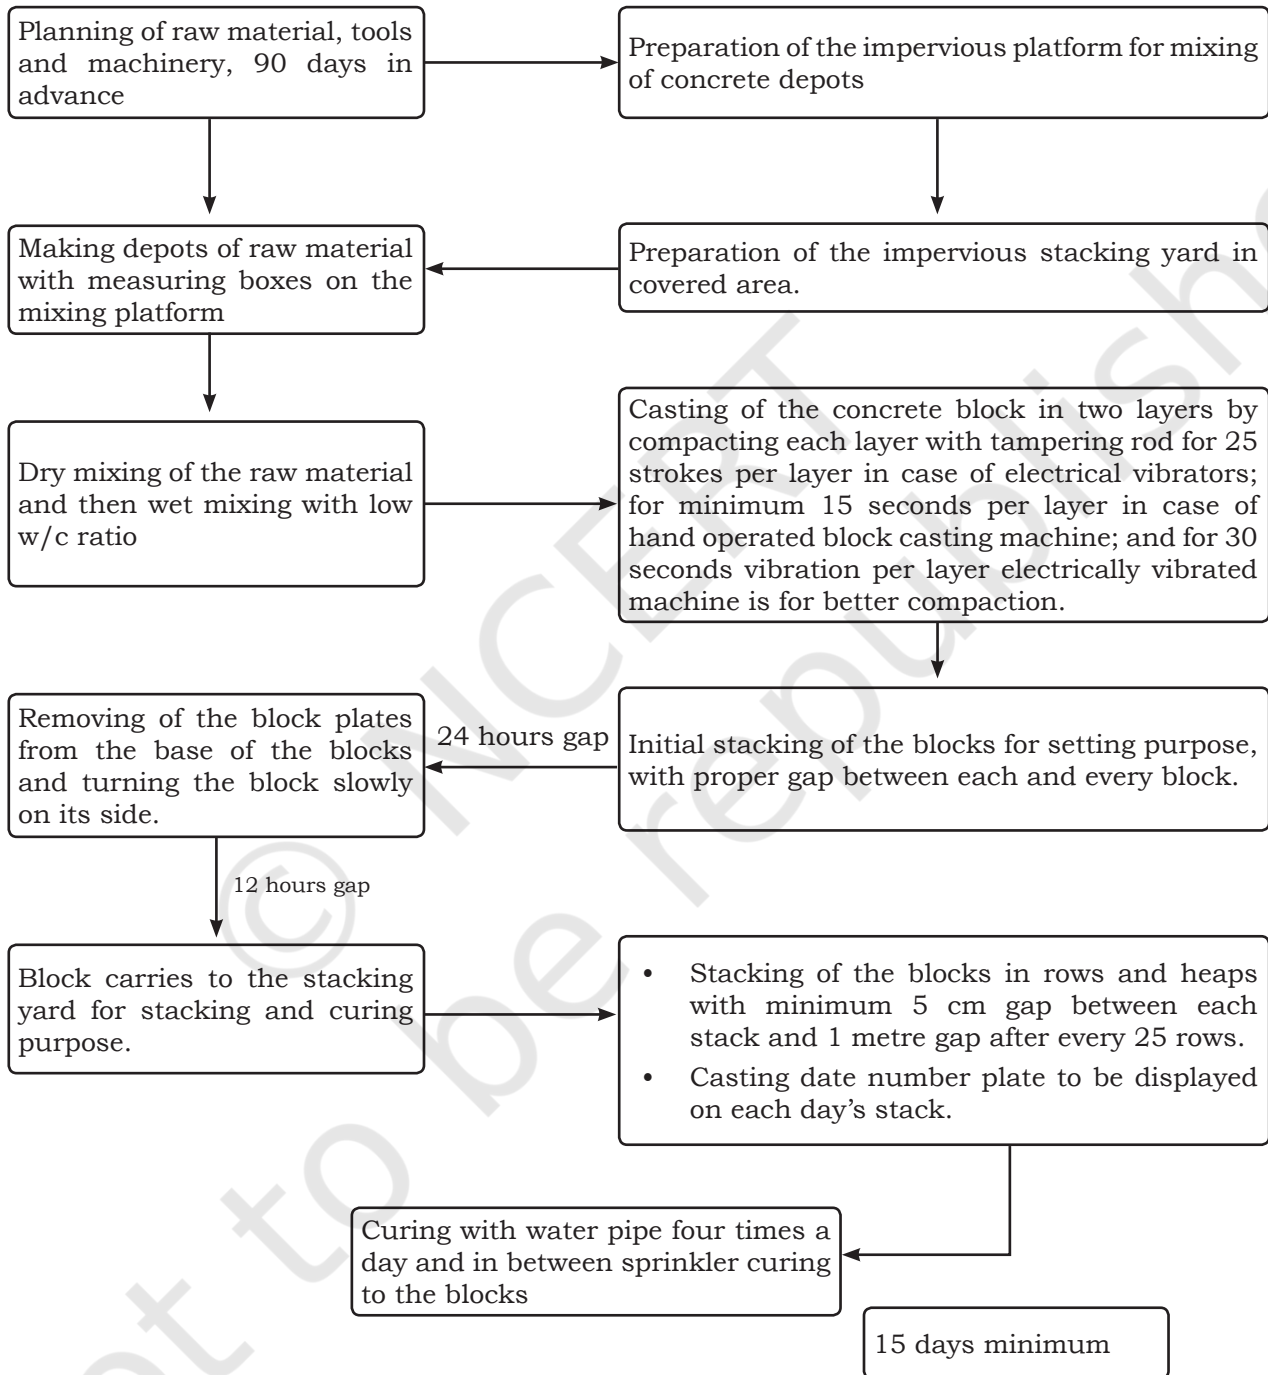 Planning of raw material, tools
and machinery, 90 days in
advance
Preparation of the impervious platform for mixing
of concrete depots
Making depots of raw material
with measuring boxes on the
mixing platform
Preparation of the impervious stacking yard in
covered area.
Dry mixing of the raw material
and then wet mixing with low
w/c ratio
Casting of the concrete block in two layers by
compacting each layer with tampering rod for 25
strokes per layer in case of electrical vibrators;
for minimum 15 seconds per layer in case of
hand operated block casting machine; and for 30
seconds vibration per layer electrically vibrated
machine is for better compaction.
Removing of the block plates
from the base of the blocks
and turning the block slowly
on its side.
24 hours gap
Initial stacking of the blocks for setting purpose,
with proper gap between each and every block.
12 hours gap
Block carries to the stacking
yard for stacking and curing
purpose.
• Stacking of the blocks in rows and heaps
with minimum 5 cm gap between each
stack and 1 metre gap after every 25 rows.
• Casting date number plate to be displayed
on each day's stack.
Curing with water pipe four times a
day and in between sprinkler curing
to the blocks
15 days minimum
© NCERT
not to be republished